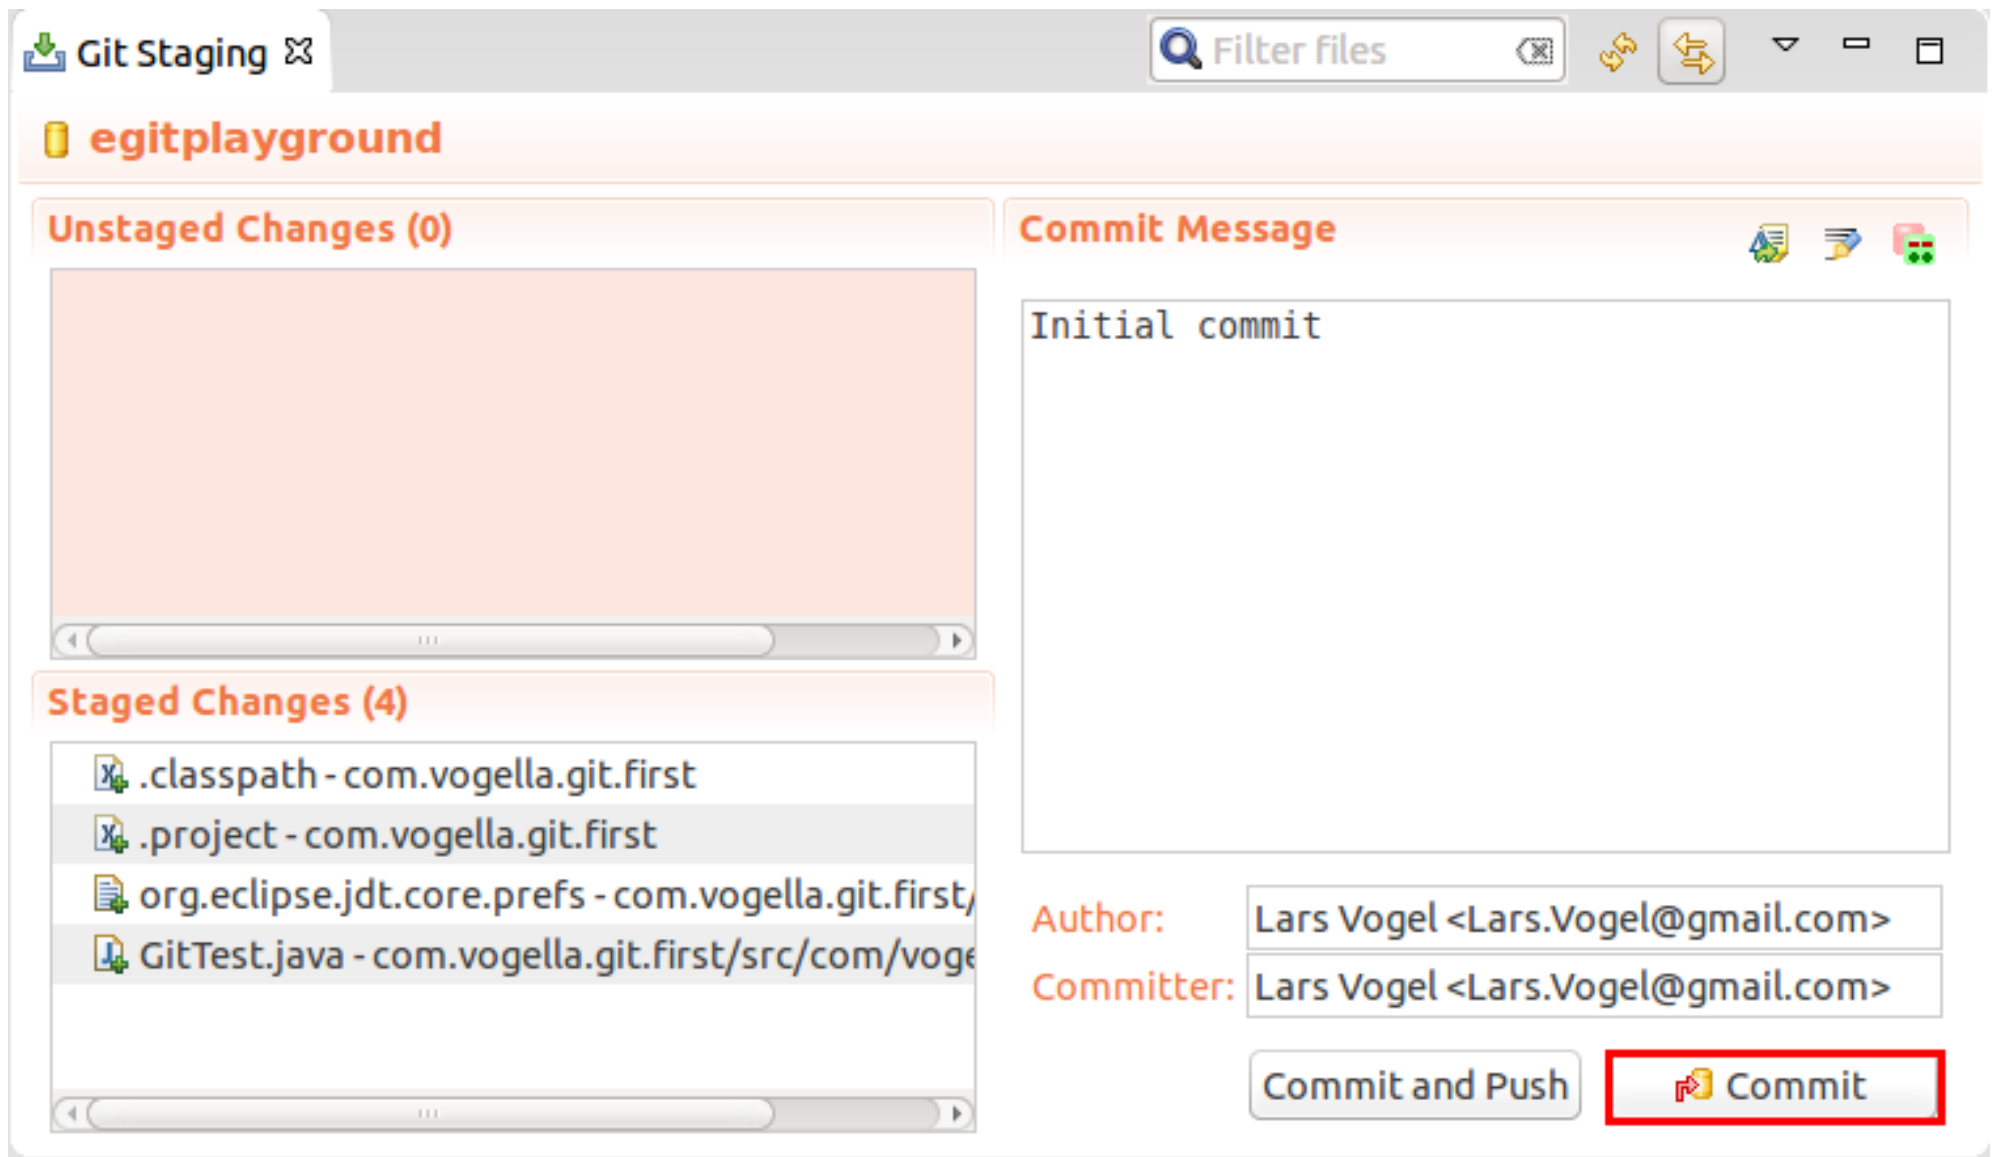 Git Staging
Filter files
egitplayground
Unstaged Changes (0)
Staged Changes (4)
.classpath - com.vogella.git.first
.project - com.vogella.git.first
org.eclipse.jdt.core.prefs - com.vogella.git.first/
GitTest.java - com.vogella.git.first/src/com/voge
Commit Message
Initial commit
Author: Lars Vogel <Lars.Vogel@gmail.com>
Committer: Lars Vogel <Lars.Vogel@gmail.com>
Commit and Push Commit